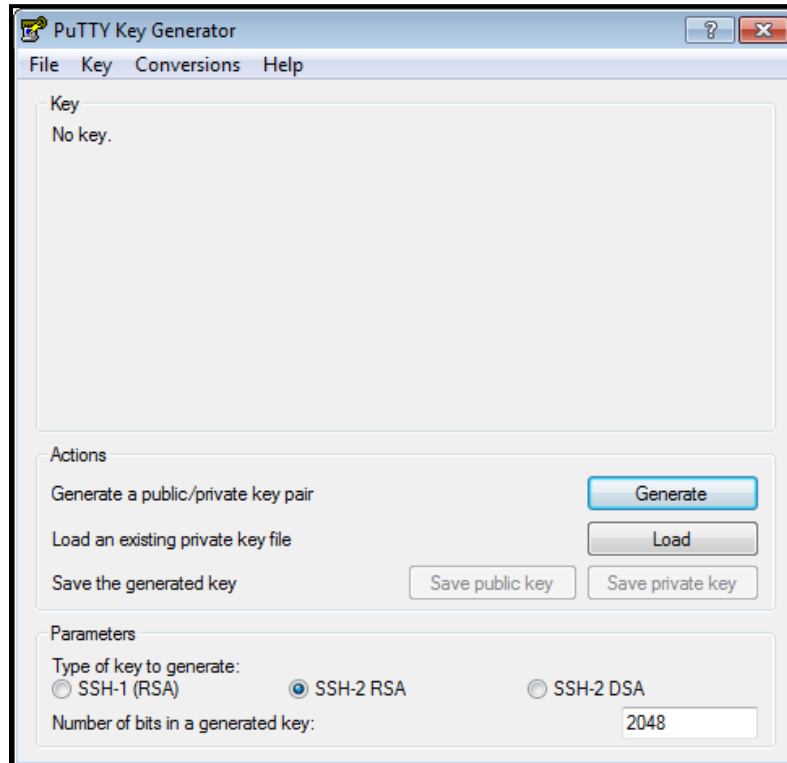 PuTTY Key Generator
?
File Key Conversions Help
Key
No key.
Actions
Generate a public/private key pair Generate
Load an existing private key file Load
Save the generated key Save public key Save private key
Parameters
Type of key to generate:
SSH-1 (RSA) SSH-2 RSA SSH-2 DSA
Number of bits in a generated key: 2048